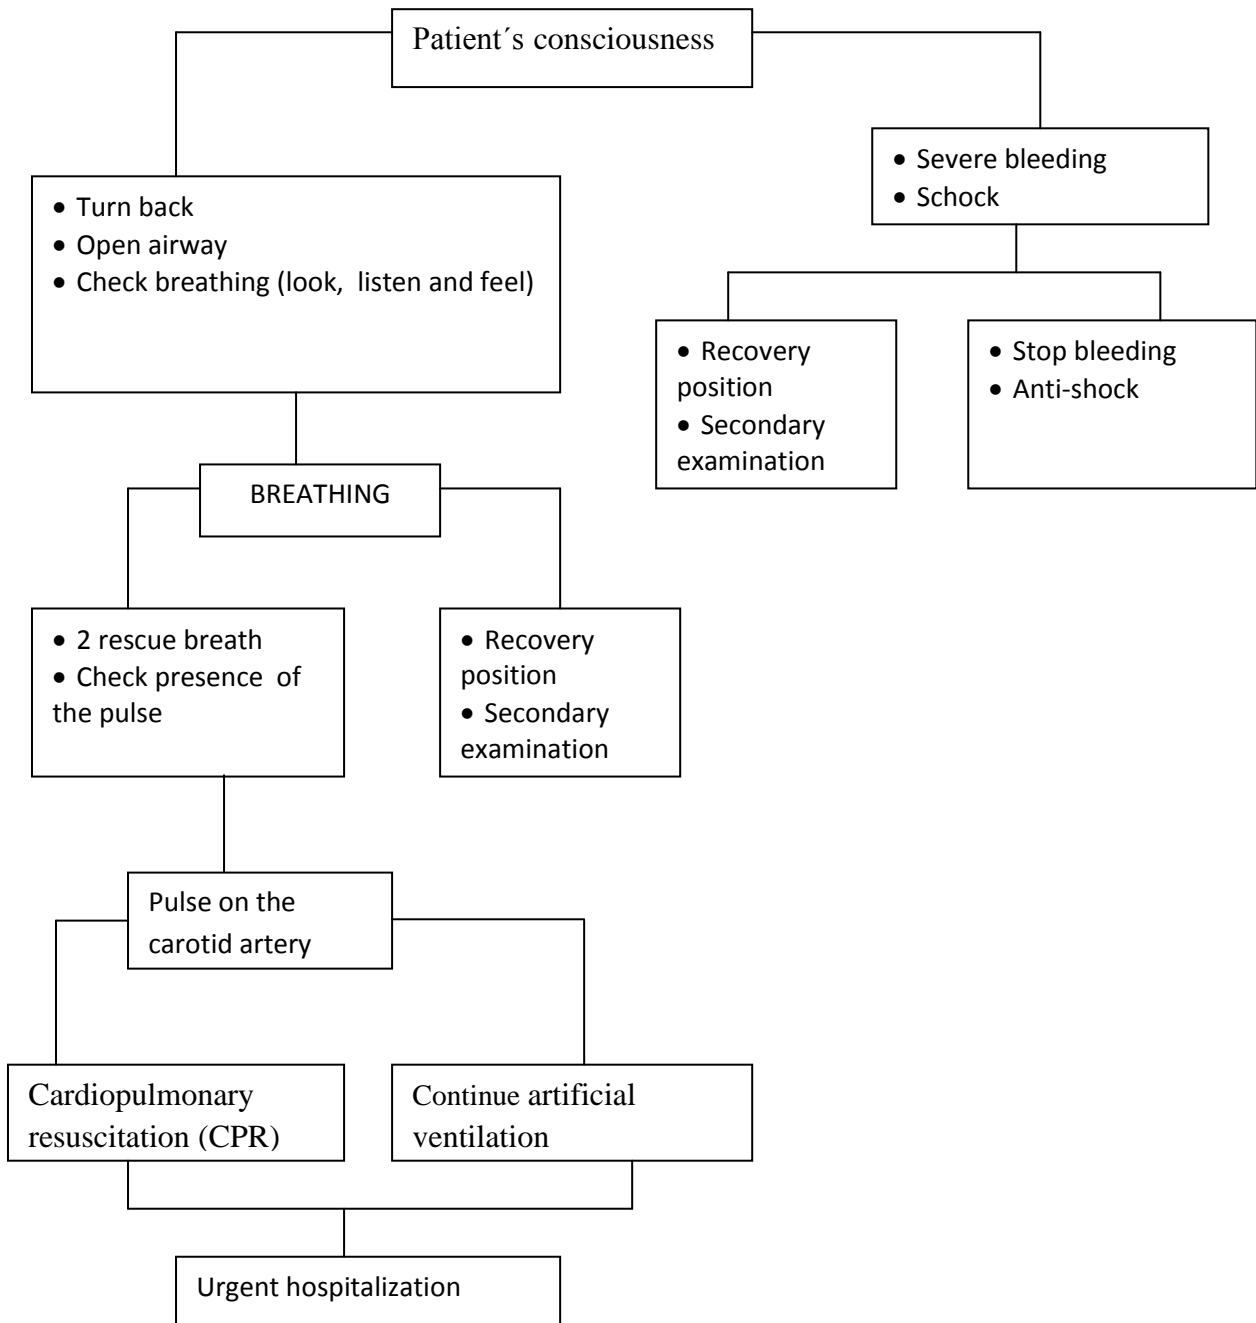 Patient´s consciousness
• Severe bleeding
• Schock
• Turn back
• Open airway
• Check breathing (look, listen and feel)
• Recovery
position
• Secondary
examination
• Stop bleeding
• Anti-shock
BREATHING
• 2 rescue breath
• Check presence of
the pulse
• Recovery
position
• Secondary
examination
Pulse on the
carotid artery
Cardiopulmonary
resuscitation (CPR)
Continue artificial
ventilation
Urgent hospitalization